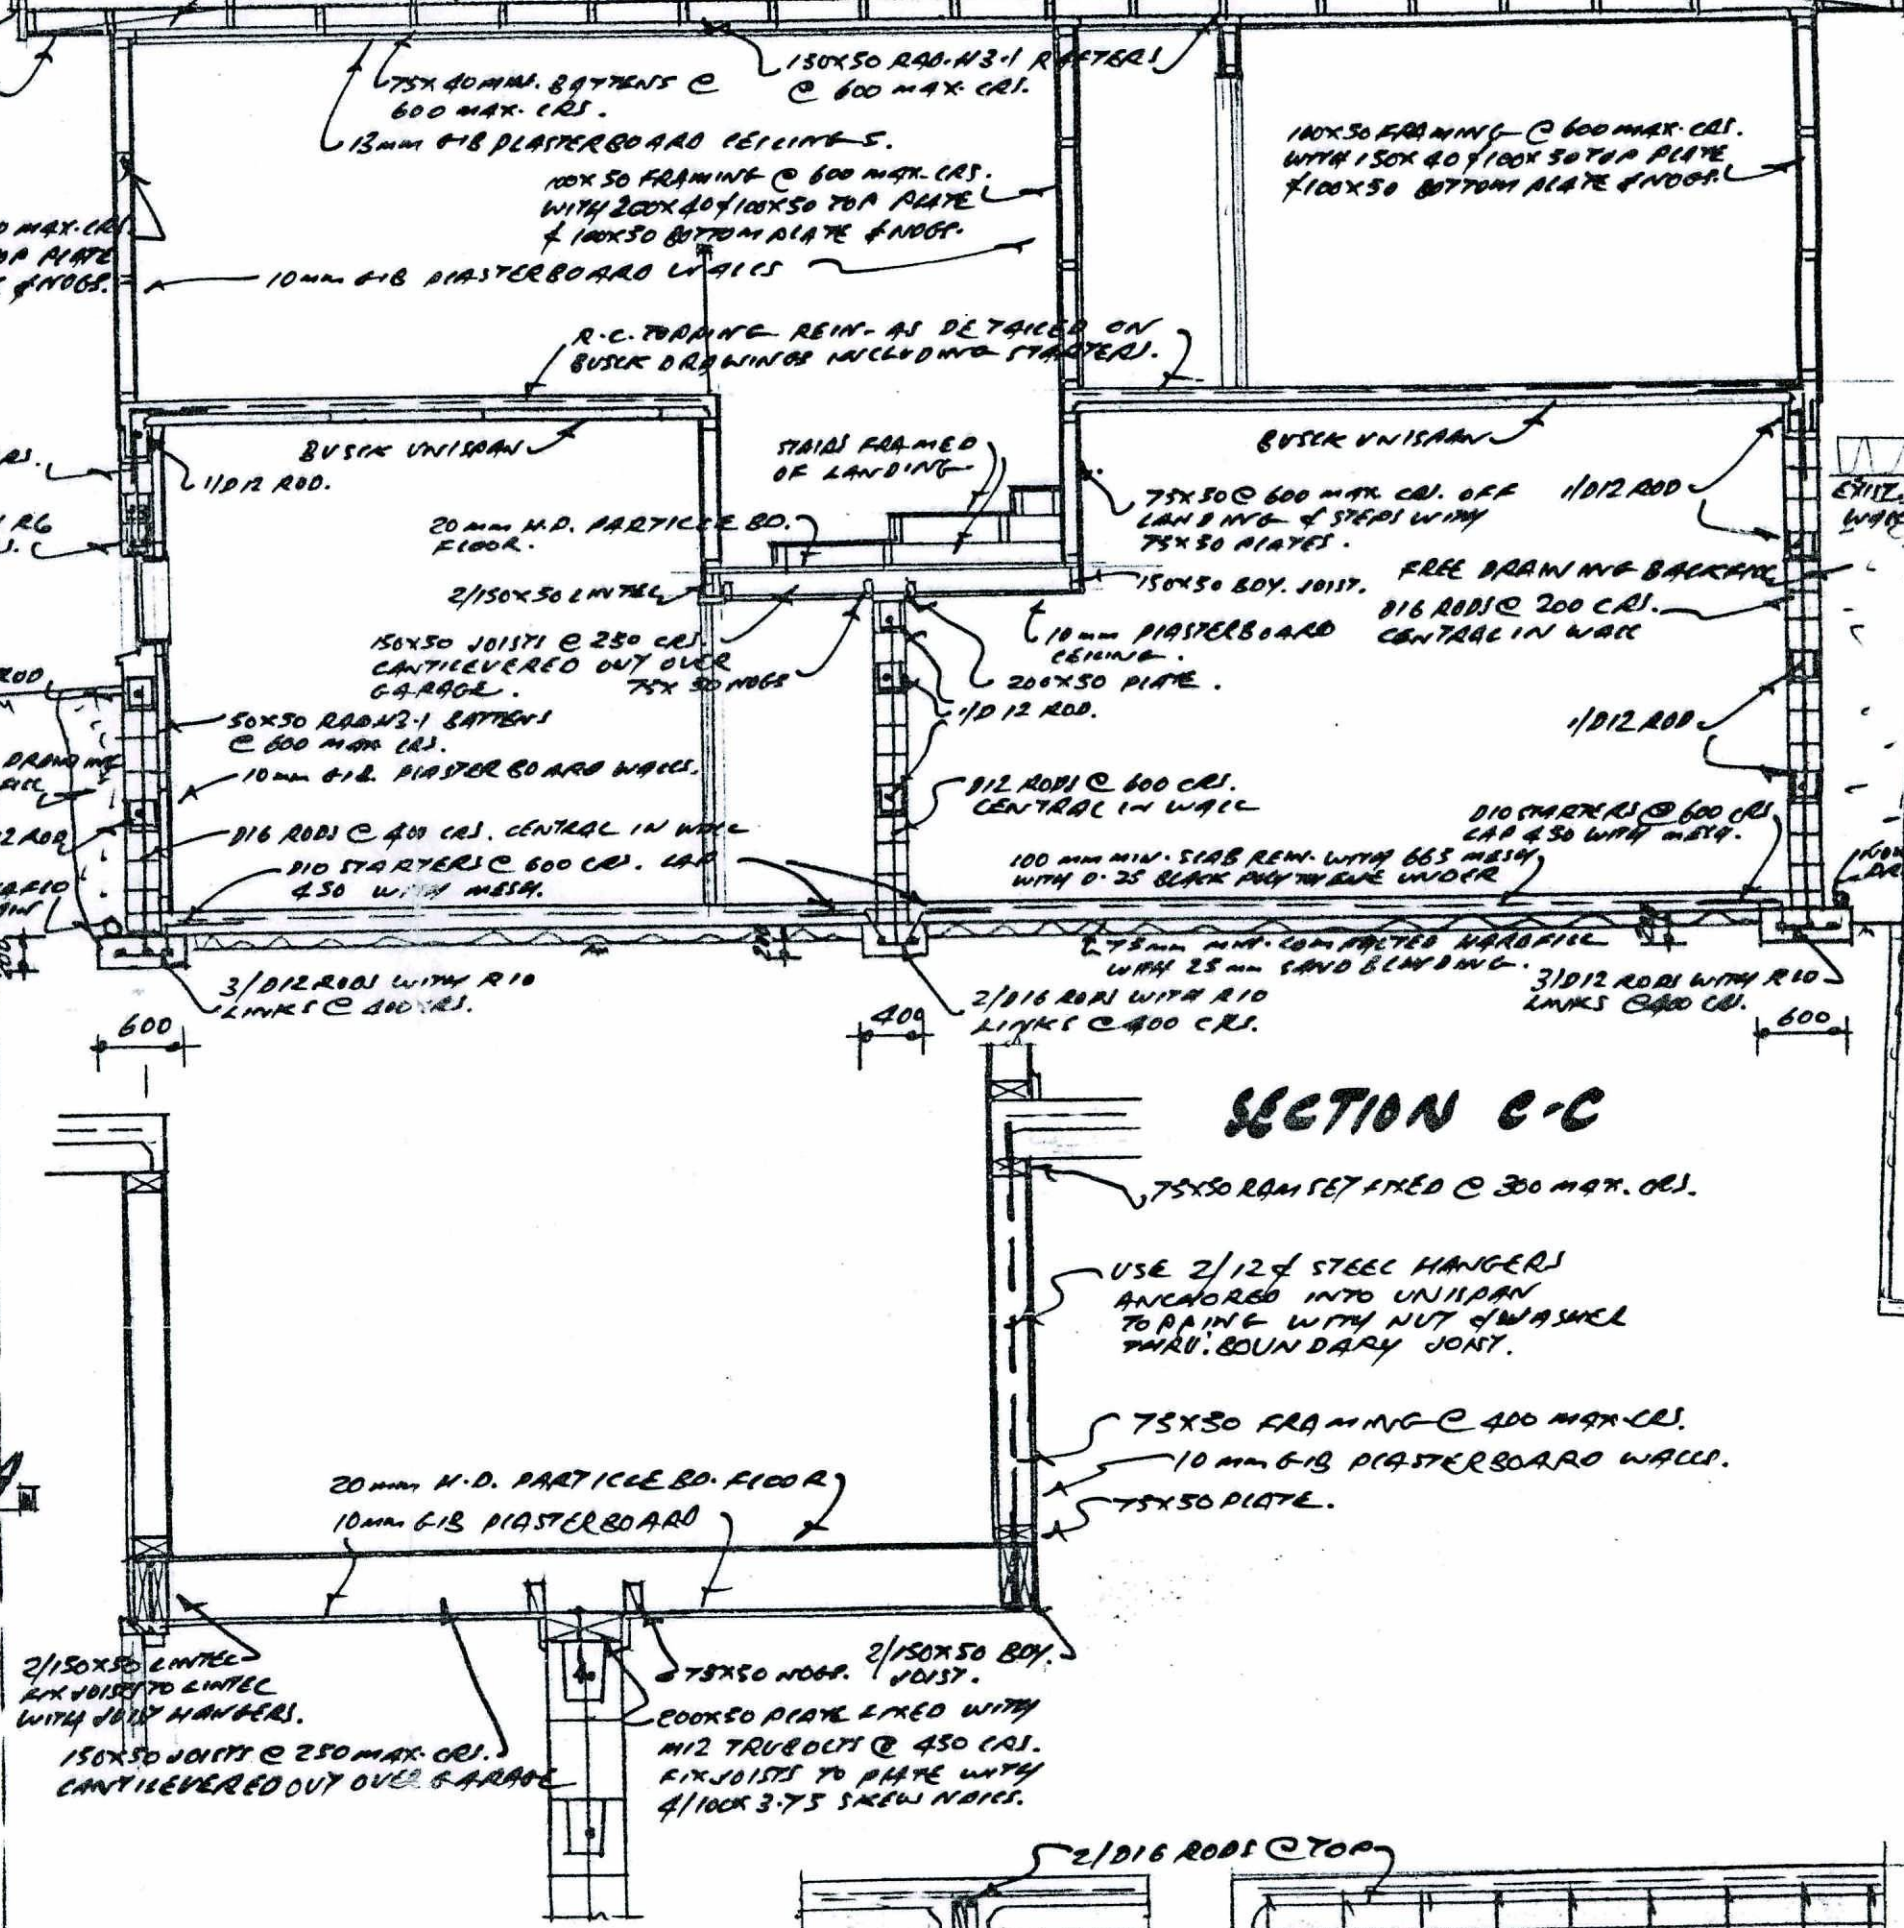 150X50 RAD. H3.1 RAFTERS
@ 600 MAX. CRS.
75X40MMS. BATTENS @
600 MAX. CRS.
13mm GIB PLASTERBOARD CEILINGS.
100X50 FRAMING @ 600 MAX. CRS.
WITH 200X40 & 100X50 TOP PLATE
& 100X50 BOTTOM PLATE & NOGS.
100X50 FRAMING @ 600 MAX. CRS.
WITH 150X40 & 100X50 TOP PLATE
& 100X50 BOTTOM PLATE & NOGS.
MAX. CRS.
PLATE
& NOGS.
10mm GIB PLASTERBOARD WALLS
R.C. TOPPING REIN. AS DETAILED ON
BUSCK DRAWINGS INCLUDING STARTERS.
BUSCK UNISPAN
1/D12 ROD.
STAIRS FRAMED
OF LANDING
BUSCK UNISPAN
75X50 @ 600 MAX. CRS. OFF
LANDING & STEPS WITH
75X50 PLATES.
1/D12 ROD
EXIST.
R6
20mm H.D. PARTICLE BD.
FLOOR.
2/150X50 LINTEL
150X50 BDY. JOIST.
FREE DRAINING BACKFILL
D16 RODS @ 200 CRS.
CENTRAL IN WALL
150X50 JOISTS @ 250 CRS
CANTILEVERED OUT OVER
GARAGE.
75X50 NOGS
10mm PLASTERBOARD
CEILING.
200X50 PLATE.
1/D12 ROD.
ROD
50X50 RAD H3.1 BATTENS
@ 600 MAX CRS.
1/D12 ROD
10mm GIB. PLASTERBOARD WALLS.
D12 RODS @ 600 CRS.
CENTRAL IN WALL
D16 RODS @ 400 CRS. CENTRAL IN WALL
D10 STARTERS @ 600 CRS. LAP
450 WITH MESH.
D10 STARTERS @ 600 CRS
LAP 450 WITH MESH.
100 mm MIN. SLAB REIN. WITH 665 MESH
WITH 0.25 BLACK POLYTHENE UNDER
75mm MIN. COMPACTED HARDFILL
WITH 25mm SAND BLINDING.
3/D12 RODS WITH R10
LINKS @ 400 CRS.
2/D16 RODS WITH R10
LINKS @ 400 CRS.
3/D12 RODS WITH R10
LINKS @ 400 CRS.
600
400
600
SECTION C-C
75X50 RAMSET FIXED @ 300 MAX. CRS.
USE 2/12ϕ STEEL HANGERS
ANCHORED INTO UNISPAN
TOPPING WITH NUT & WASHER
THRU. BOUNDARY JOIST.
75X50 FRAMING @ 400 MAX CRS.
10mm GIB PLASTERBOARD WALLS.
75X50 PLATE.
20mm H.D. PARTICLE BD. FLOOR
10mm GIB PLASTERBOARD
2/150X50 LINTEL
FIX JOISTS TO LINTEL
WITH JOIST HANGERS.
150X50 JOISTS @ 250 MAX. CRS.
CANTILEVERED OUT OVER GARAGE
75X50 NOGS.
2/150X50 BDY.
JOIST.
200X50 PLATE FIXED WITH
M12 TRUBOLTS @ 450 CRS.
FIX JOISTS TO PLATE WITH
4/100X3.75 SKEW NAILS.
2/D16 RODS @ TOP